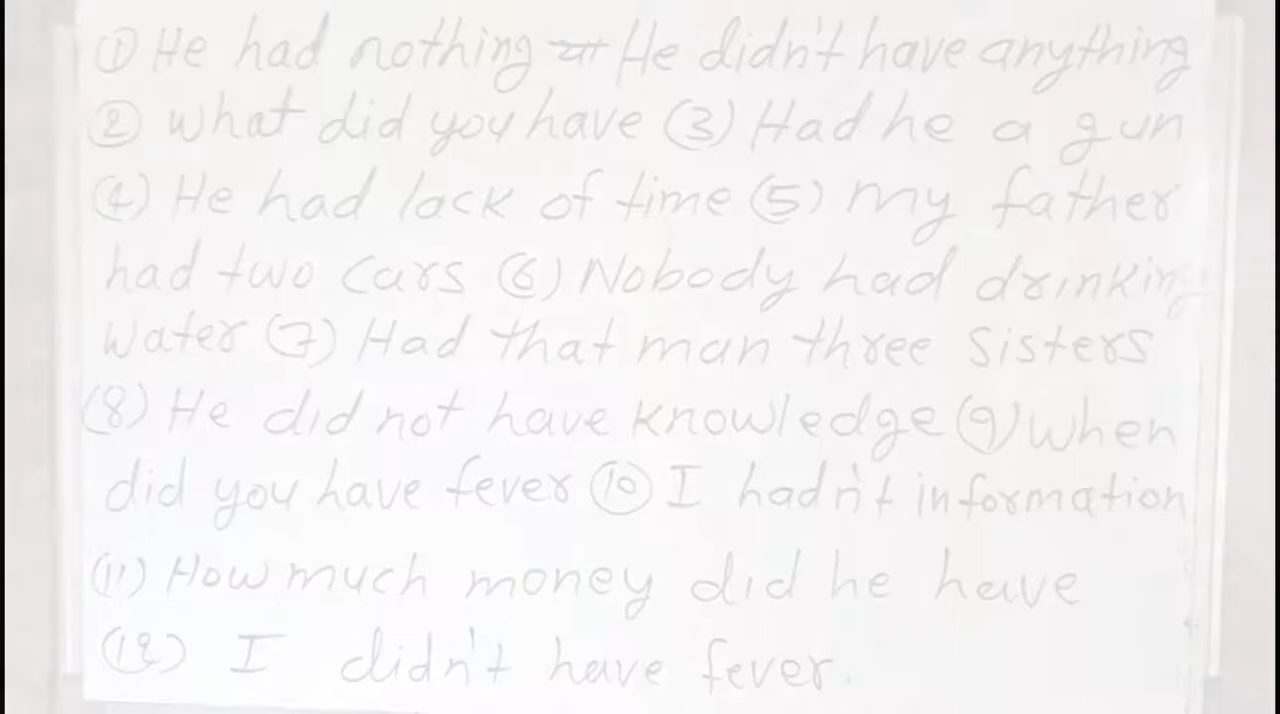 ① He had nothing या He didn't have anything
② What did you have (3) Had he a gun
(4) He had lack of time (5) My father
had two cars (6) Nobody had drinking
water (7) Had that man three sisters
(8) He did not have knowledge (9) When
did you have fever ⑩ I hadn't information
(11) How much money did he have
(12) I didn't have fever.